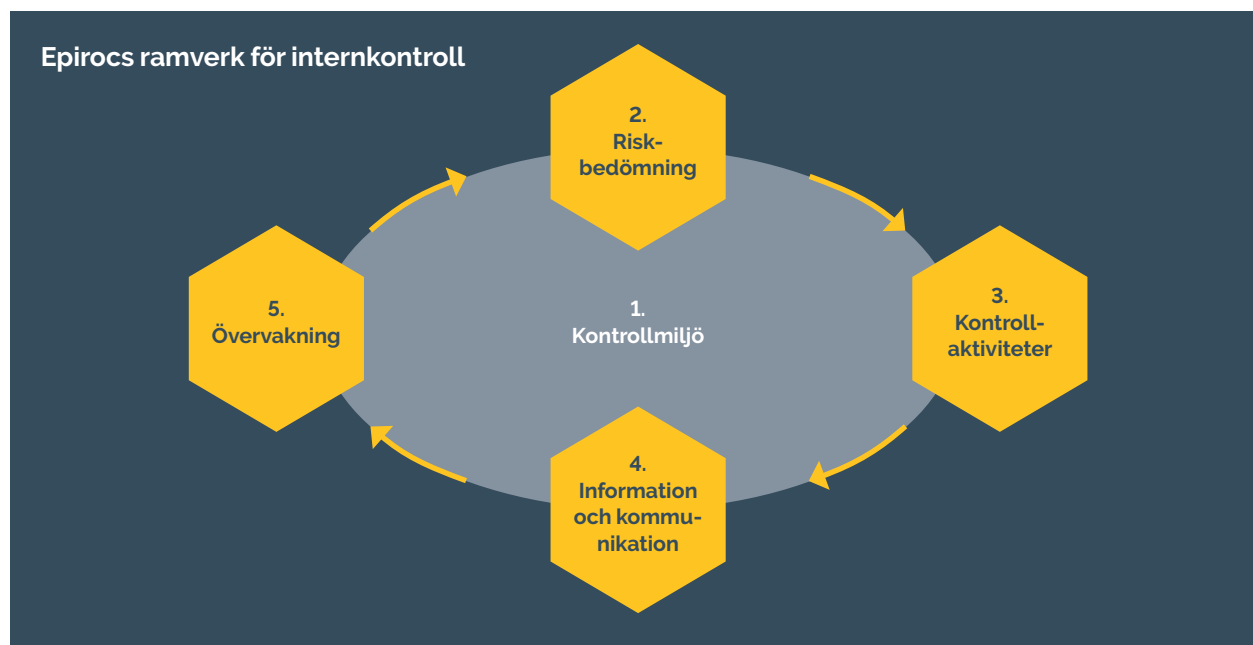 Epirocs ramverk för internkontroll
2.
Risk-
bedömning
1.
Kontrollmiljö
3.
Kontroll-
aktiviteter
4.
Information
och kommu-
nikation
5.
Övervakning